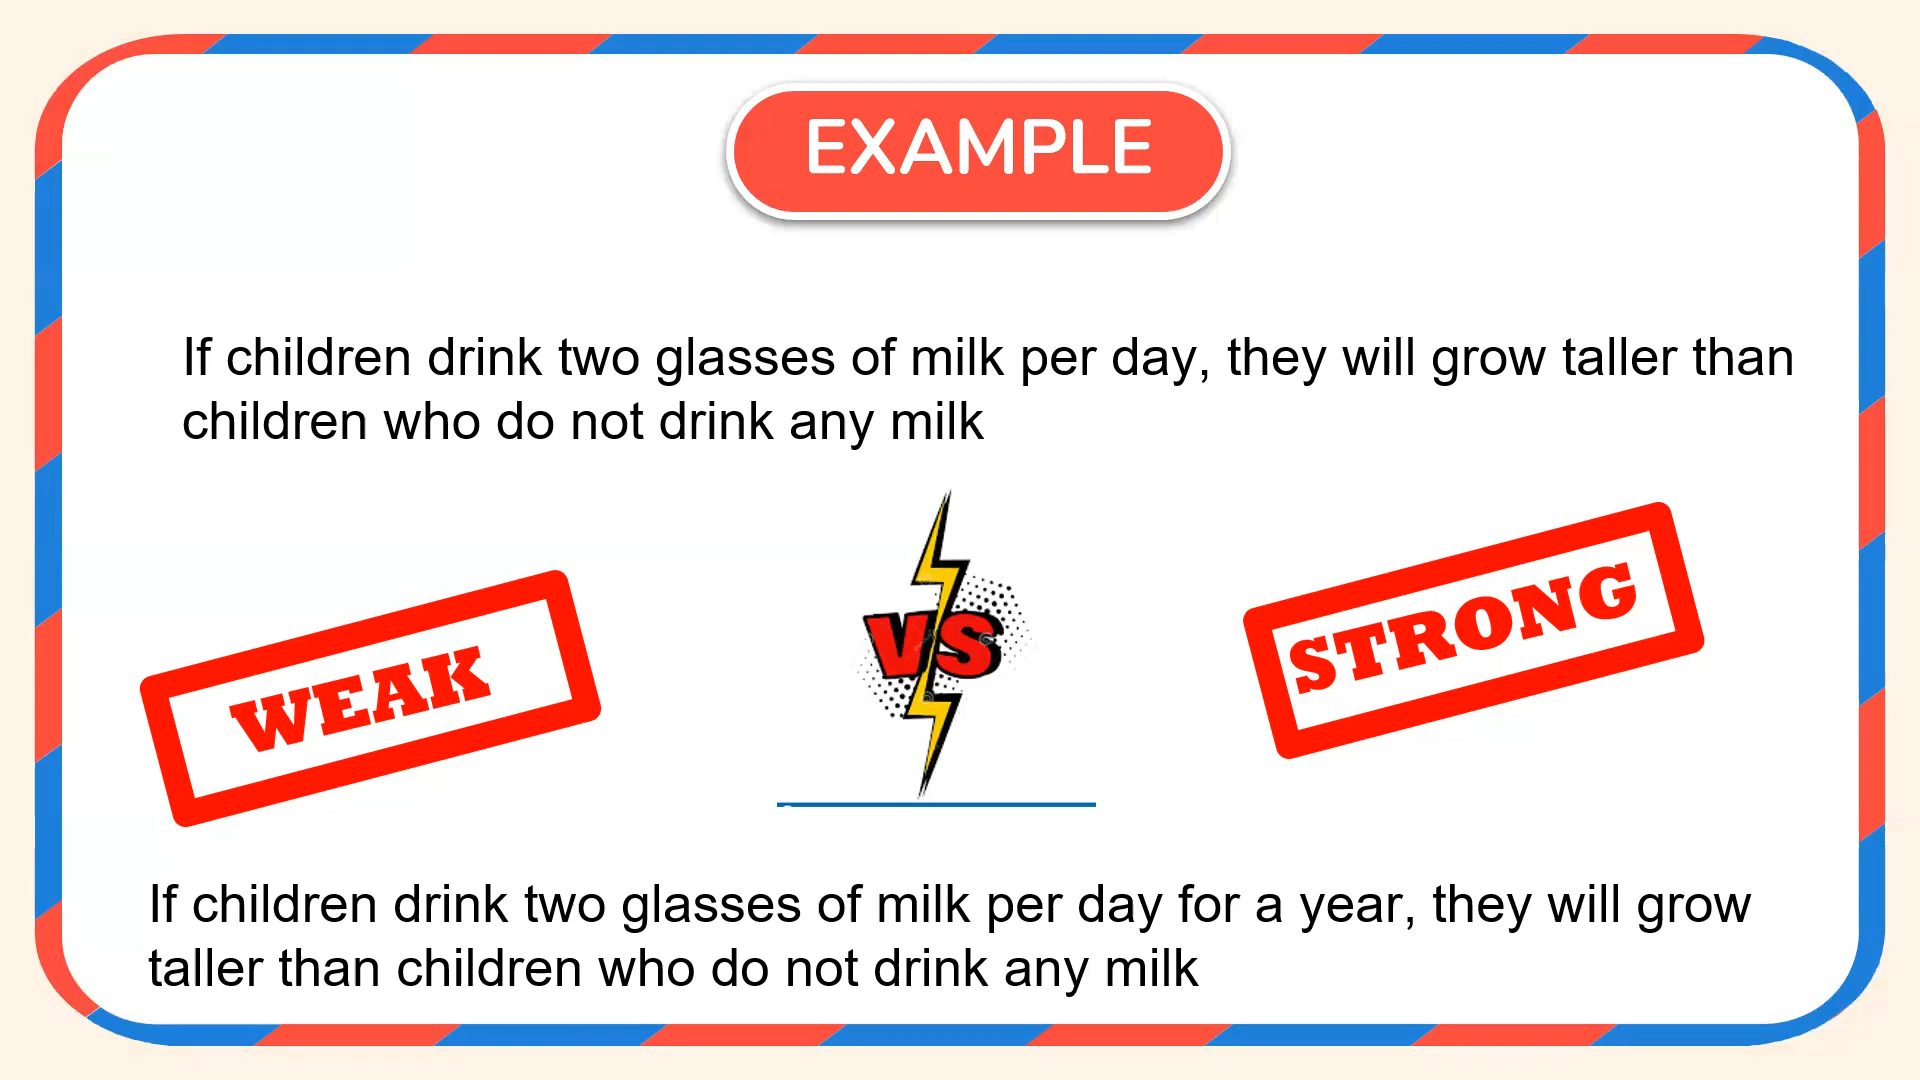 EXAMPLE
If children drink two glasses of milk per day, they will grow taller than
children who do not drink any milk
WEAK
VS
STRONG
If children drink two glasses of milk per day for a year, they will grow
taller than children who do not drink any milk